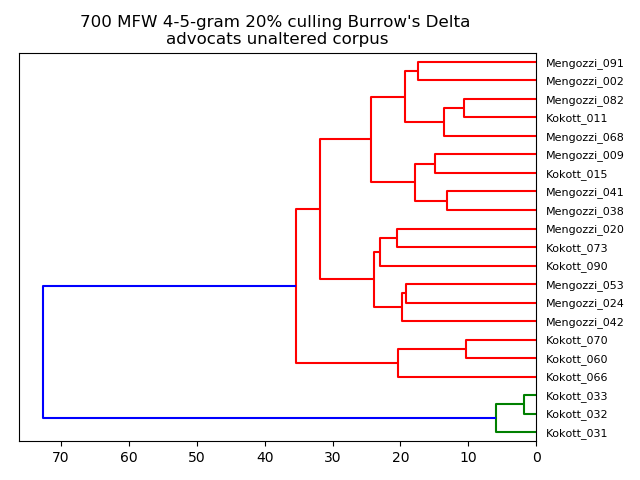 700 MFW 4-5-gram 20% culling Burrow's Delta
advocats unaltered corpus
Mengozzi_091
Mengozzi_002
Mengozzi_082
Kokott_011
Mengozzi_068
Mengozzi_009
Kokott_015
Mengozzi_041
Mengozzi_038
Mengozzi_020
Kokott_073
Kokott_090
Mengozzi_053
Mengozzi_024
Mengozzi_042
Kokott_070
Kokott_060
Kokott_066
Kokott_033
Kokott_032
Kokott_031
70 60 50 40 30 20 10 0